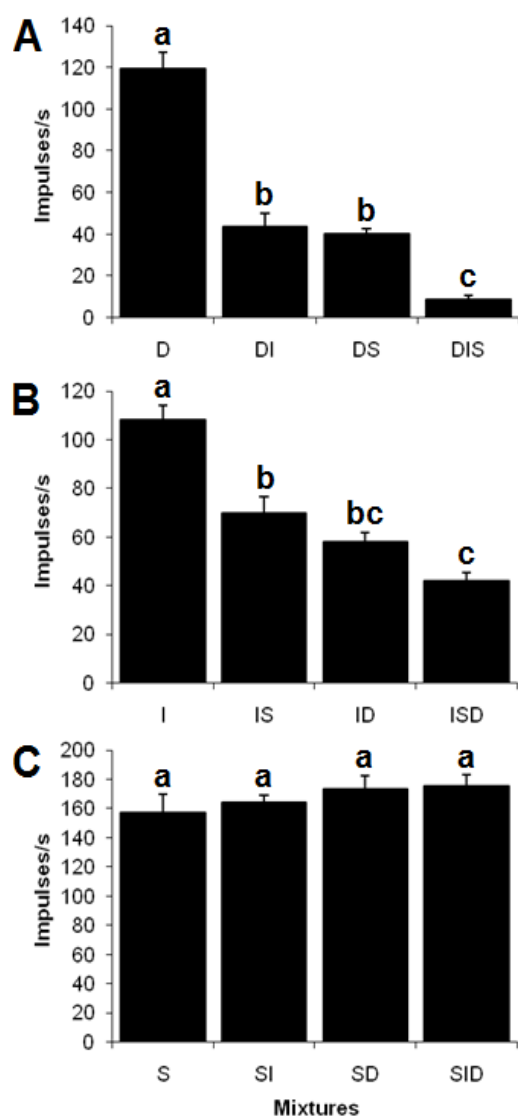 A
Impulses/s
140
120
100
80
60
40
20
0
a
b
b
c
D DI DS DIS
B
Impulses/s
120
100
80
60
40
20
0
a
b
bc
c
I IS ID ISD
C
Impulses/s
200
180
160
140
120
100
80
60
40
20
0
a a a a
S SI SD SID
Mixtures